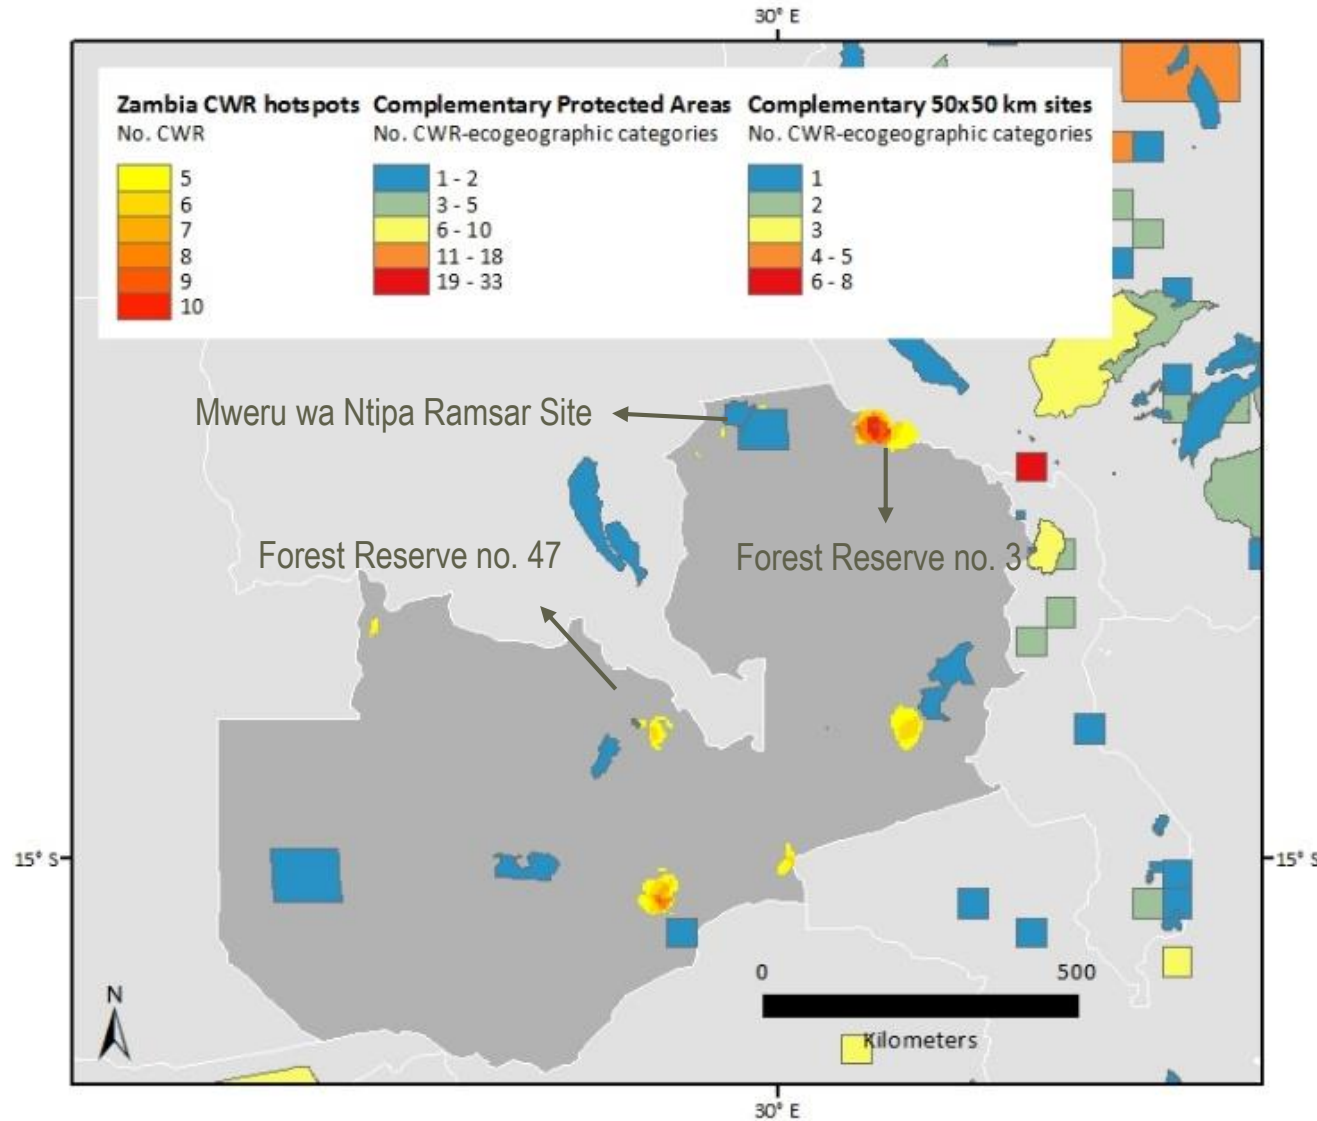 30° E
Zambia CWR hotspots
No. CWR
5
6
7
8
9
10
Complementary Protected Areas
No. CWR-ecogeographic categories
1 - 2
3 - 5
6 - 10
11 - 18
19 - 33
Complementary 50x50 km sites
No. CWR-ecogeographic categories
1
2
3
4 - 5
6 - 8
Mweru wa Ntipa Ramsar Site
Forest Reserve no. 47
Forest Reserve no. 3
15° S
15° S
0 500
Kilometers
N
30° E